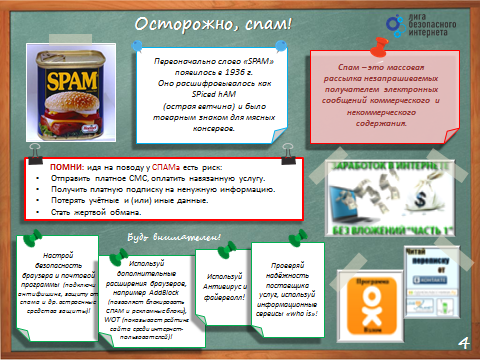 Осторожно, спам!
лига
безопасного
интернета
SPAM
Первоначально слово «SPAM»
появилось в 1936 г.
Оно расшифровывалось как
SPiced hAM
(острая ветчина) и было
товарным знаком для мясных
консервов.
Спам – это массовая
рассылка незапрашиваемых
получателем электронных
сообщений коммерческого и
некоммерческого
содержания.
ПОМНИ: идя на поводу у СПАМа есть риск:
• Отправить платное СМС, оплатить навязанную услугу.
• Получить платную подписку на ненужную информацию.
• Потерять учётные и (или) иные данные.
• Стать жертвой обмана.
ЗАРАБОТОК В ИНТЕРНЕТЕ
БЕЗ ВЛОЖЕНИЙ "ЧАСТЬ 1"
Будь внимателен!
Настрой
безопасность
браузера и почтовой
программы (подключи
антифишинг, защиту от
спама и др. встроенные
средства защиты)!
Используй
дополнительные
расширения браузеров,
например AddBlock
(позволяет блокировать
СПАМ и рекламные блоки),
WOT (показывает рейтинг
сайта среди интернет-
пользователей)!
Используй
Антивирус и
файерволл!
Проверяй
надёжность
поставщика
услуг, используй
информационные
сервисы «who is»!
Программа
Взлом
Читай
переписку
от
4